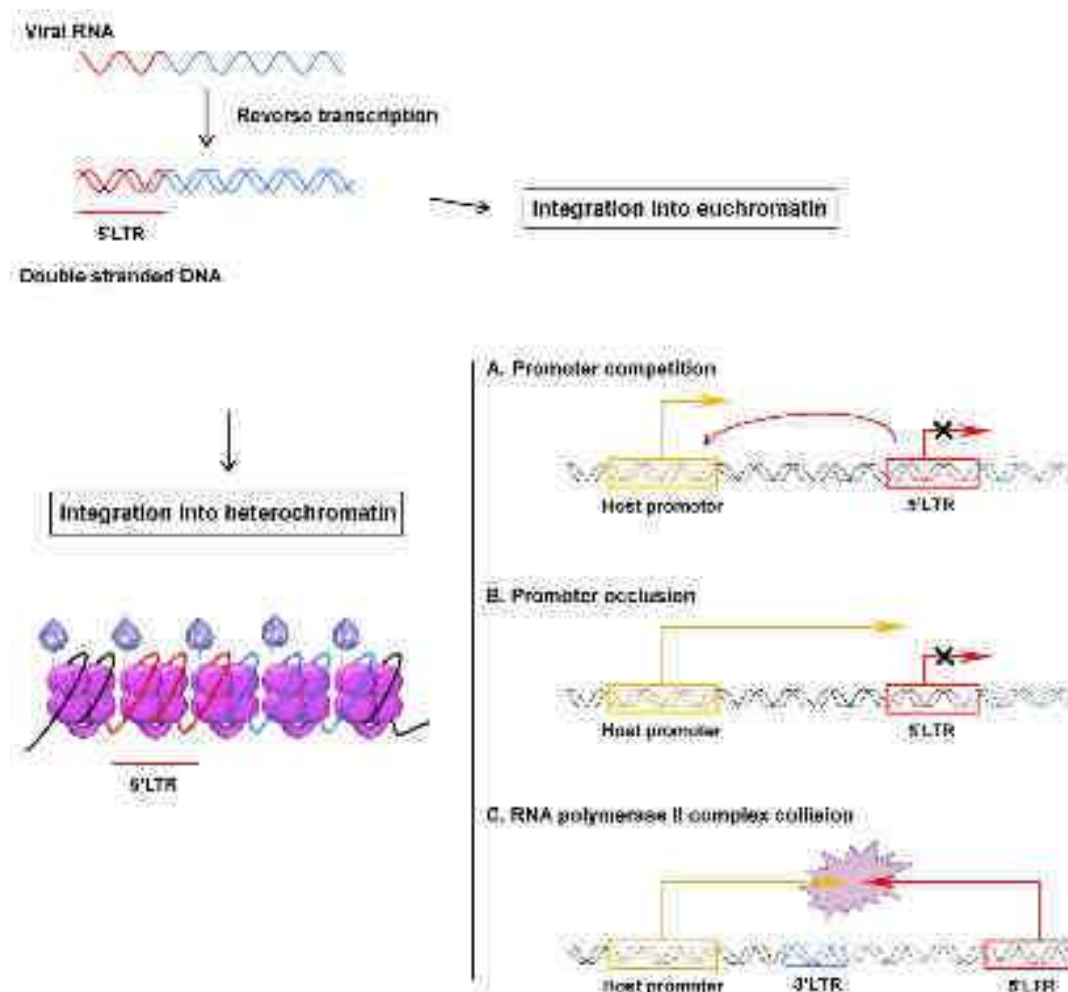 Viral RNA
Reverse transcription
5'LTR
Double stranded DNA
Integration into euchromatin
Integration into heterochromatin
5'LTR
A. Promoter competition
Host promoter
5'LTR
B. Promoter occlusion
Host promoter
5'LTR
C. RNA polymerase II complex collision
Host promoter
3'LTR
5'LTR